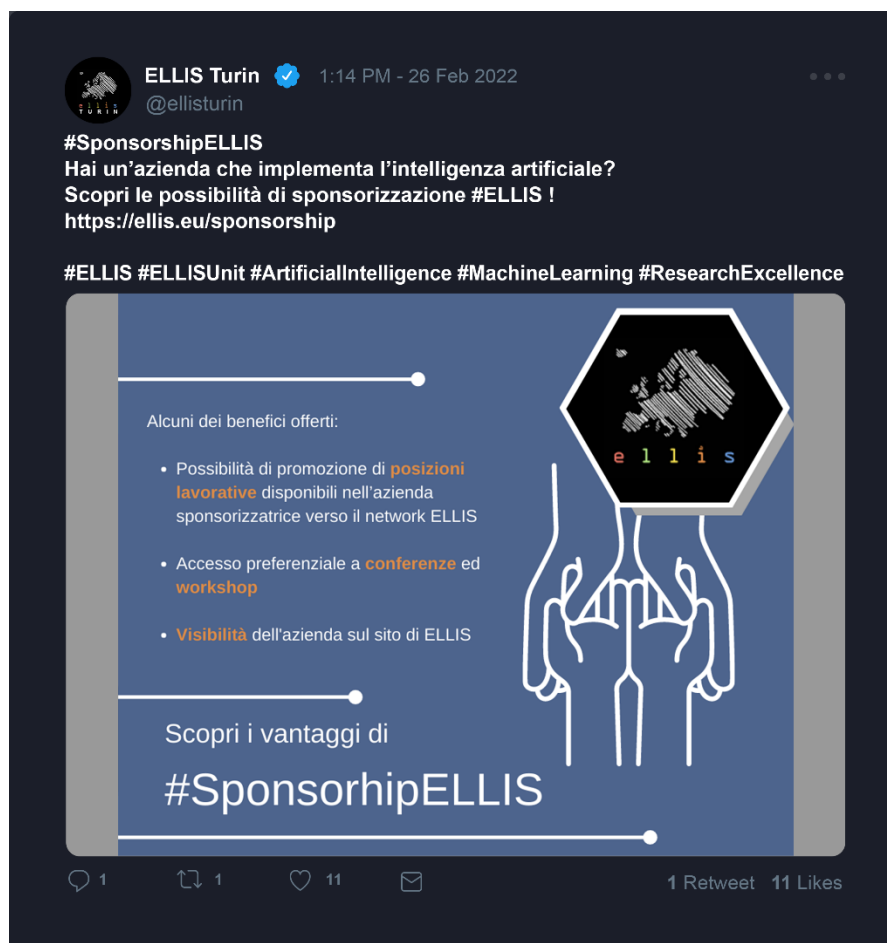 ELLIS Turin 1:14 PM - 26 Feb 2022
@ellisturin
ellis
TURIN
#SponsorshipELLIS
Hai un’azienda che implementa l’intelligenza artificiale?
Scopri le possibilità di sponsorizzazione #ELLIS !
https://ellis.eu/sponsorship
#ELLIS #ELLISUnit #ArtificialIntelligence #MachineLearning #ResearchExcellence
ellis
Alcuni dei benefici offerti:
• Possibilità di promozione di posizioni
lavorative disponibili nell'azienda
sponsorizzatrice verso il network ELLIS
• Accesso preferenziale a conferenze ed
workshop
• Visibilità dell'azienda sul sito di ELLIS
Scopri i vantaggi di
#SponsorhipELLIS
1 1 11 1 Retweet 11 Likes